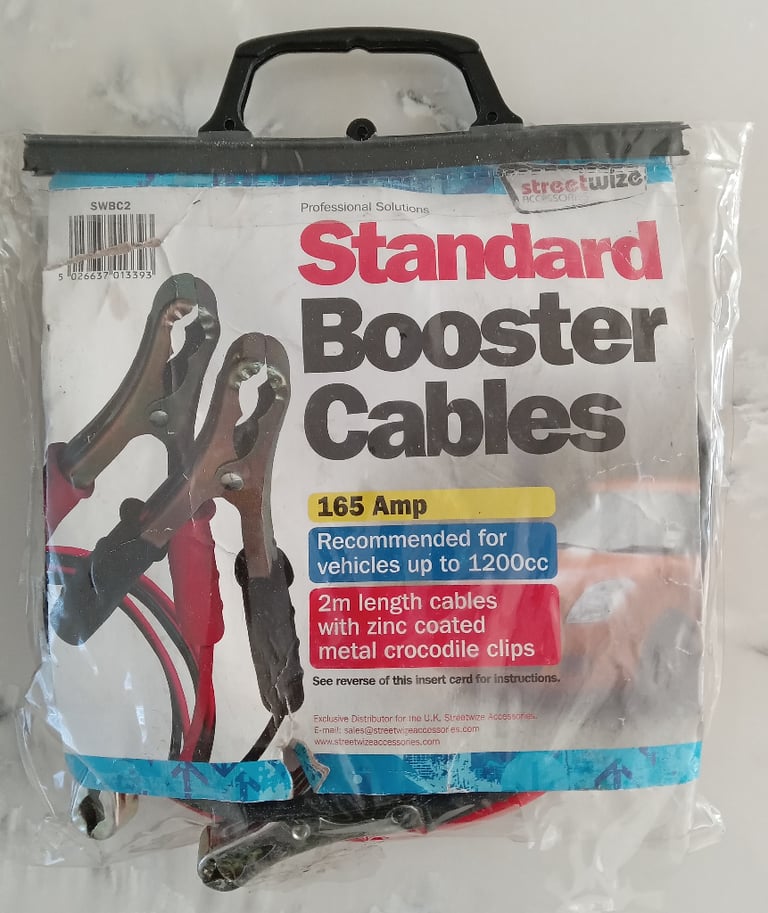 streetwize
ACCESSORIES
SWBC2
5 026637 013393
Professional Solutions
Standard
Booster
Cables
165 Amp
Recommended for
vehicles up to 1200cc
2m length cables
with zinc coated
metal crocodile clips
See reverse of this insert card for instructions.
Exclusive Distributor for the U.K. Streetwize Accessories.
E-mail: sales@streetwizeaccessories.com
www.streetwizeaccessories.com